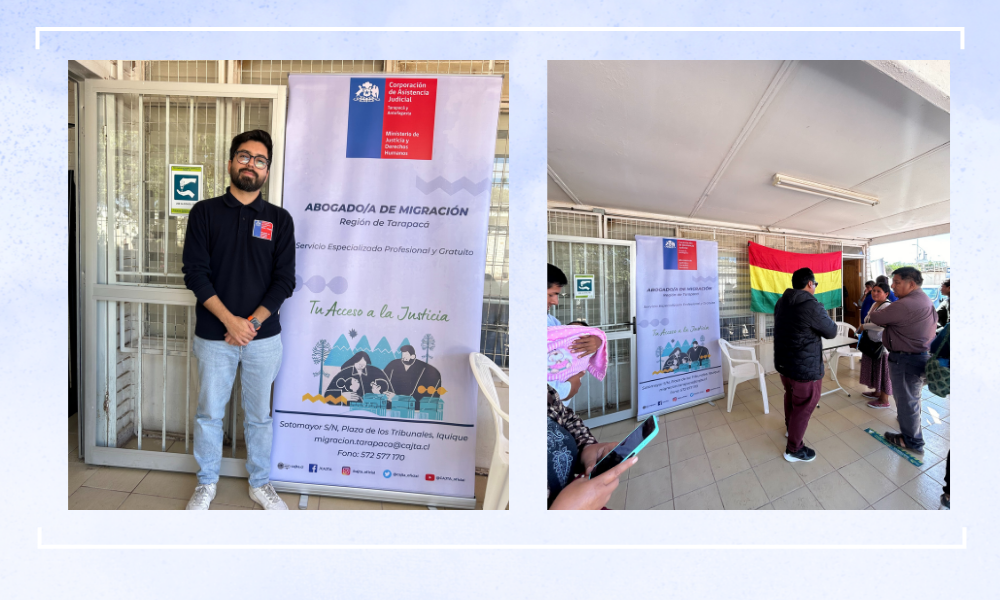 Corporación
de Asistencia
Judicial
Tarapacá y
Antofagasta
Ministerio de
Justicia y
Derechos
Humanos
ABOGADO/A DE MIGRACIÓN
Región de Tarapacá
Servicio Especializado Profesional y Gratuito
Tu Acceso a la Justicia
Sotomayor S/N, Plaza de los Tribunales, Iquique
migracion.tarapaca@cajta.cl
Fono: 572 577 170
ABOGADO/A DE MIGRACIÓN
Región de Tarapacá
Tu Acceso a la Justicia